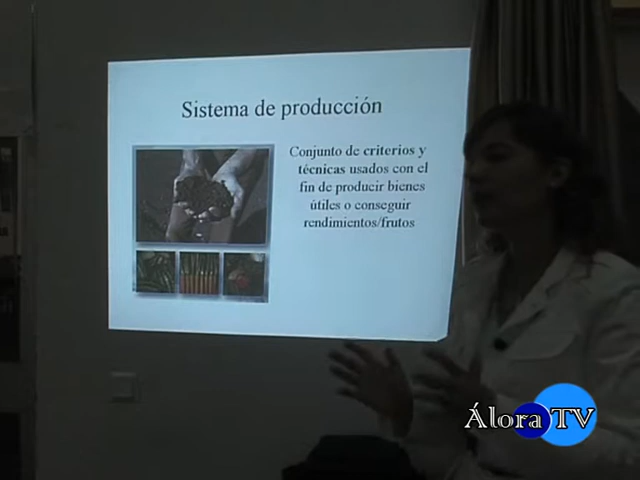 Sistema de producción
Conjunto de criterios y
técnicas usados con el
fin de producir bienes
útiles o conseguir
rendimientos/frutos
Álora TV